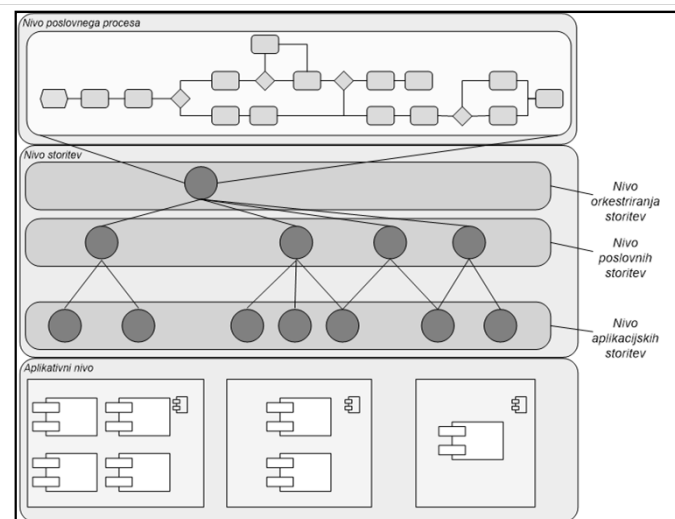 Nivo poslovnega procesa
Nivo storitev
Nivo
orkestriranja
storitev
Nivo
poslovnih
storitev
Nivo
aplikacijskih
storitev
Aplikativni nivo